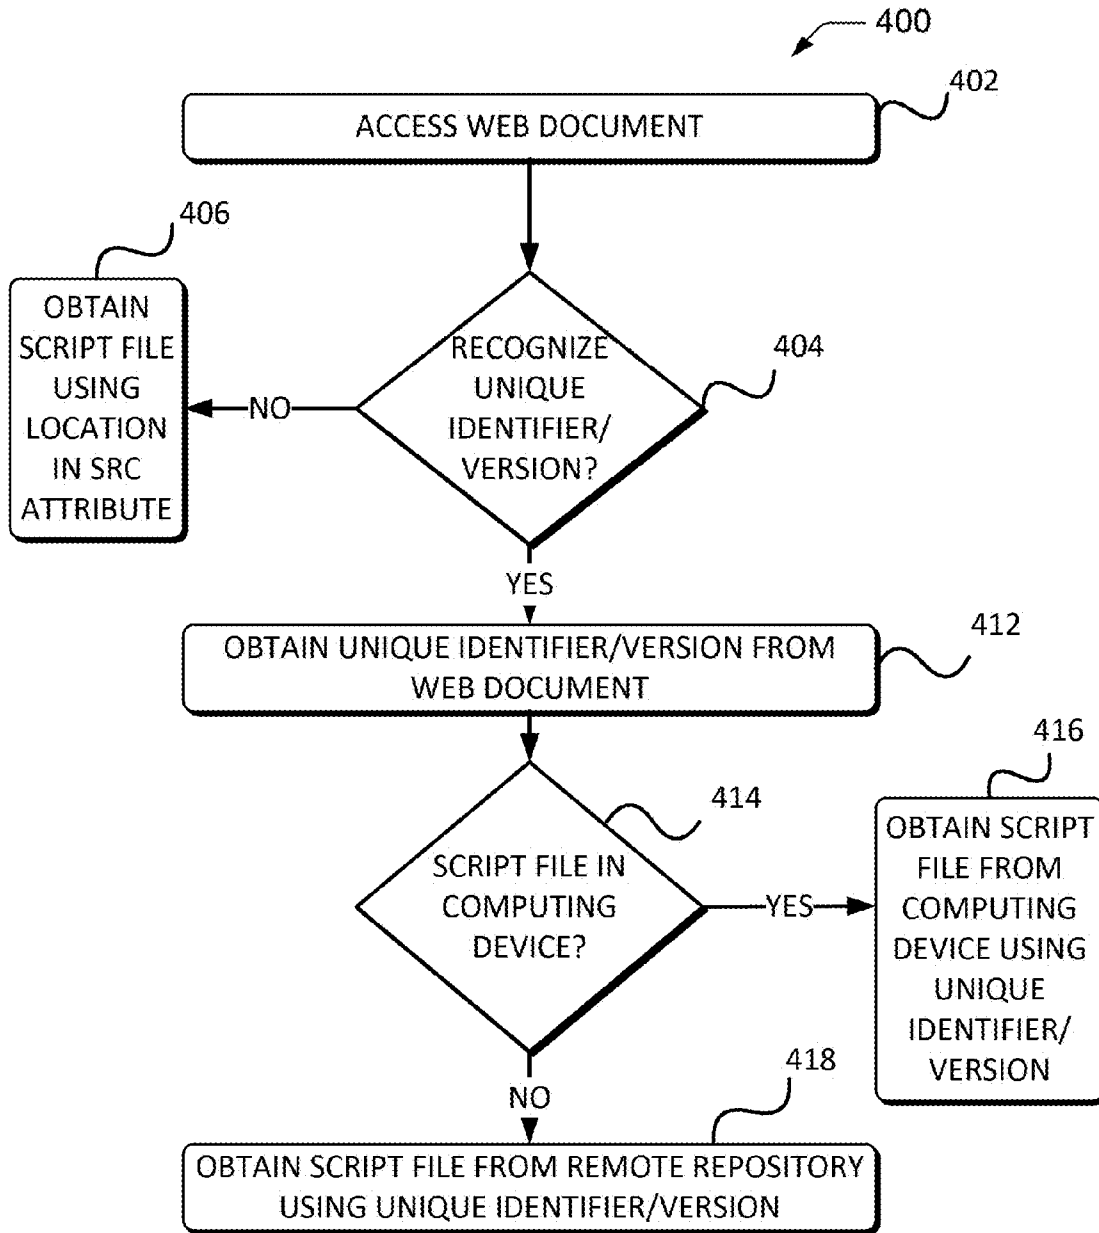 400
402
ACCESS WEB DOCUMENT
406
OBTAIN
SCRIPT FILE
USING
LOCATION
IN SRC
ATTRIBUTE
NO
RECOGNIZE
UNIQUE
IDENTIFIER/
VERSION?
404
YES
OBTAIN UNIQUE IDENTIFIER/VERSION FROM
WEB DOCUMENT
412
414
SCRIPT FILE IN
COMPUTING
DEVICE?
YES
416
OBTAIN SCRIPT
FILE FROM
COMPUTING
DEVICE USING
UNIQUE
IDENTIFIER/
VERSION
NO
418
OBTAIN SCRIPT FILE FROM REMOTE REPOSITORY
USING UNIQUE IDENTIFIER/VERSION